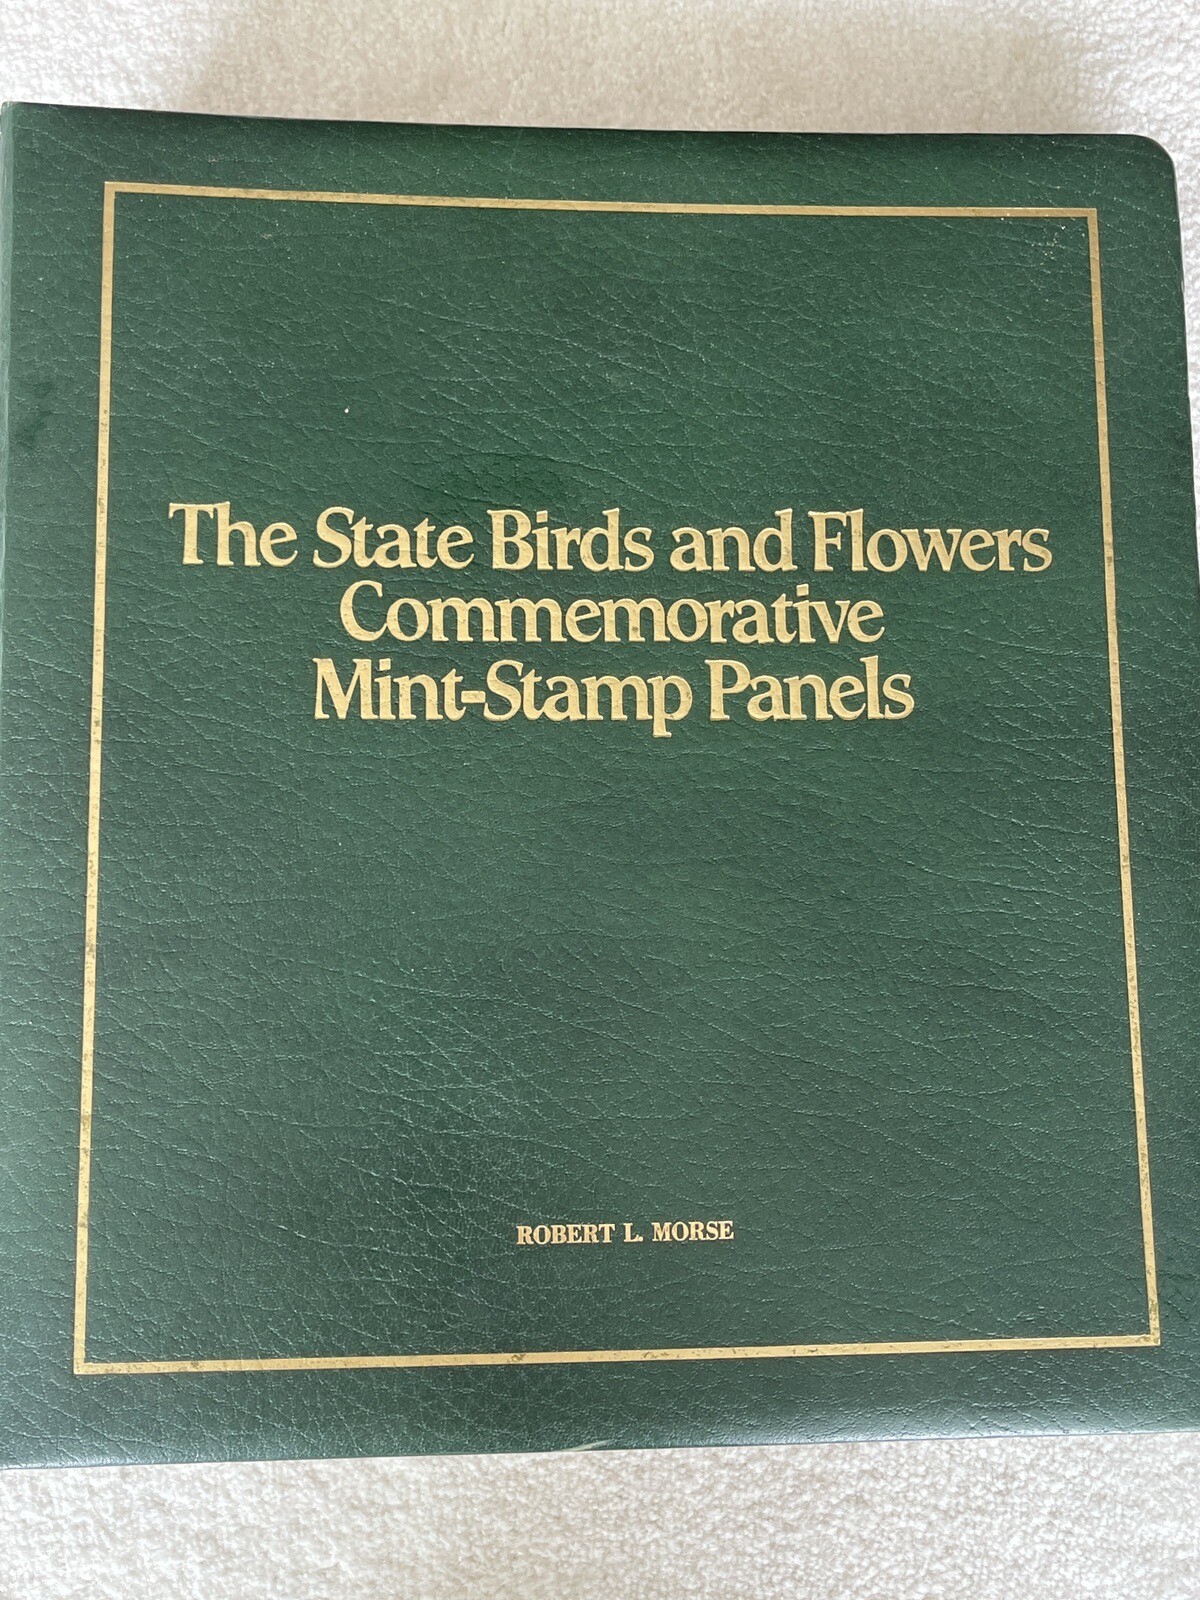 The State Birds and Flowers
Commemorative
Mint-Stamp Panels
ROBERT L. MORSE